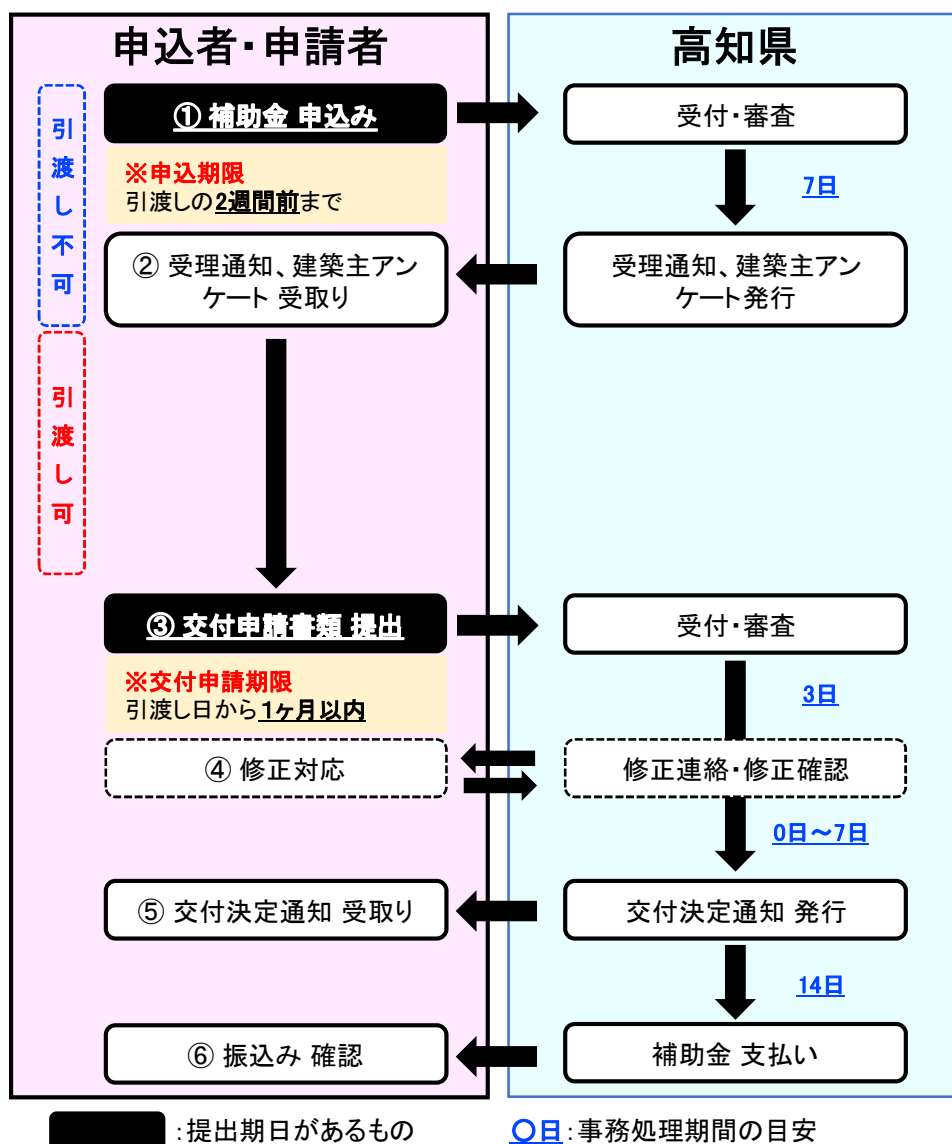 申込者・申請者
高知県
引渡し不可
① 補助金 申込み
受付・審査
※申込期限
引渡しの2週間前まで
7日
② 受理通知、建築主アン
ケート 受取り
受理通知、建築主アン
ケート発行
引渡し可
③ 交付申請書類 提出
受付・審査
※交付申請期限
引渡し日から1ヶ月以内
3日
④ 修正対応
修正連絡・修正確認
0日～7日
⑤ 交付決定通知 受取り
交付決定通知 発行
14日
⑥ 振込み 確認
補助金 支払い
：提出期日があるもの
〇日：事務処理期間の目安